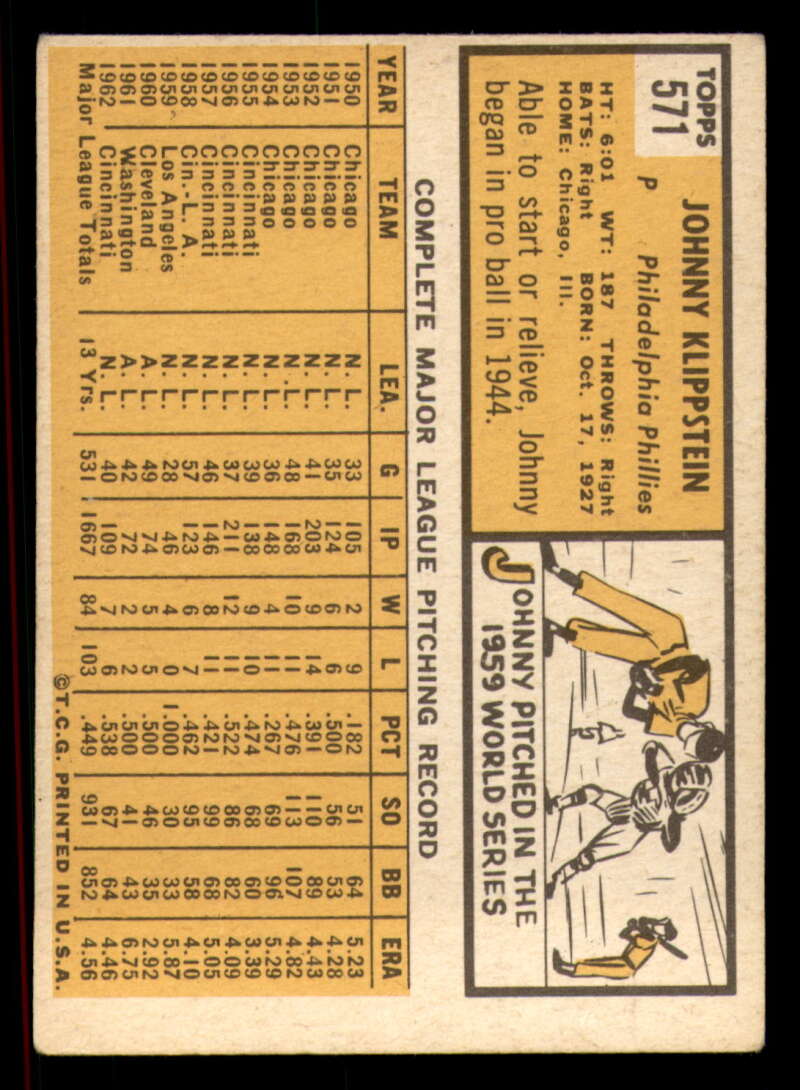 TOPPS
571
JOHNNY KLIPPSTEIN
P Philadelphia Phillies
HT: 6:01 WT: 187 THROWS: Right
BATS: Right BORN: Oct. 17, 1927
HOME: Chicago, Ill.
Able to start or relieve, Johnny
began in pro ball in 1944.
JOHNNY PITCHED IN THE
1959 WORLD SERIES
COMPLETE MAJOR LEAGUE PITCHING RECORD
YEAR TEAM LEA. G IP W L PCT SO BB ERA
1950 Chicago N. L. 33 105 2 9 .182 51 64 5.23
1951 Chicago N. L. 35 124 6 6 .500 56 53 4.28
1952 Chicago N. L. 41 203 9 14 .391 110 89 4.43
1953 Chicago N. L. 48 168 10 11 .476 113 107 4.82
1954 Chicago N. L. 36 148 4 11 .267 69 96 5.29
1955 Cincinnati N. L. 39 138 9 10 .474 68 60 3.39
1956 Cincinnati N. L. 37 211 12 11 .522 86 82 4.09
1957 Cincinnati N. L. 46 146 8 11 .421 99 68 5.05
1958 Cin.-L. A. N. L. 57 123 6 7 .462 95 58 4.10
1959 Los Angeles N. L. 28 46 4 0 1.000 30 33 5.87
1960 Cleveland A. L. 49 74 5 5 .500 46 35 2.92
1961 Washington A. L. 42 72 2 2 .500 41 43 6.75
1962 Cincinnati N. L. 40 109 7 6 .538 67 64 4.46
Major League Totals 13 Yrs. 531 1667 84 103 .449 931 852 4.56
©T.C.G. PRINTED IN U.S.A.